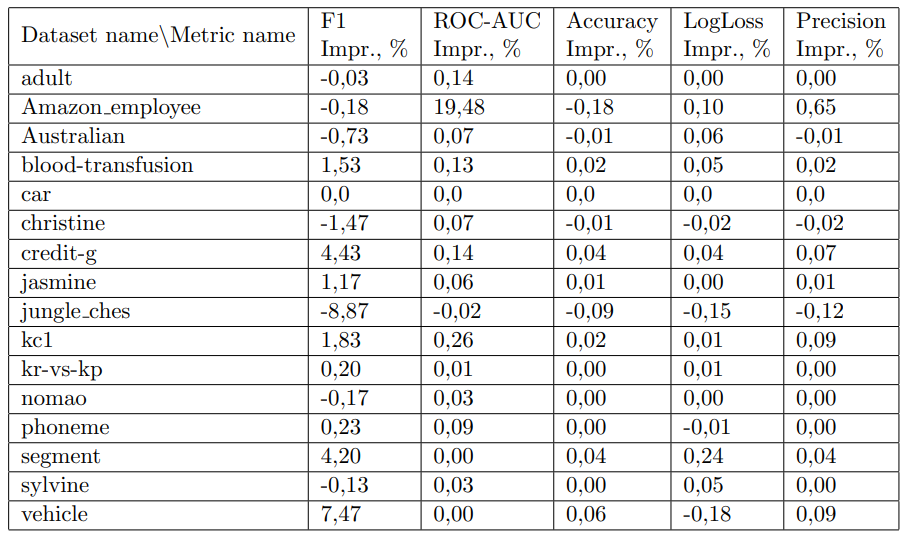 Dataset name\Metric name F1 Impr., % ROC-AUC Impr., % Accuracy Impr., % LogLoss Impr., % Precision Impr., %
adult -0,03 0,14 0,00 0,00 0,00
Amazon_employee -0,18 19,48 -0,18 0,10 0,65
Australian -0,73 0,07 -0,01 0,06 -0,01
blood-transfusion 1,53 0,13 0,02 0,05 0,02
car 0,0 0,0 0,0 0,0 0,0
christine -1,47 0,07 -0,01 -0,02 -0,02
credit-g 4,43 0,14 0,04 0,04 0,07
jasmine 1,17 0,06 0,01 0,00 0,01
jungle_ches -8,87 -0,02 -0,09 -0,15 -0,12
kc1 1,83 0,26 0,02 0,01 0,09
kr-vs-kp 0,20 0,01 0,00 0,01 0,00
nomao -0,17 0,03 0,00 0,00 0,00
phoneme 0,23 0,09 0,00 -0,01 0,00
segment 4,20 0,00 0,04 0,24 0,04
sylvine -0,13 0,03 0,00 0,05 0,00
vehicle 7,47 0,00 0,06 -0,18 0,09